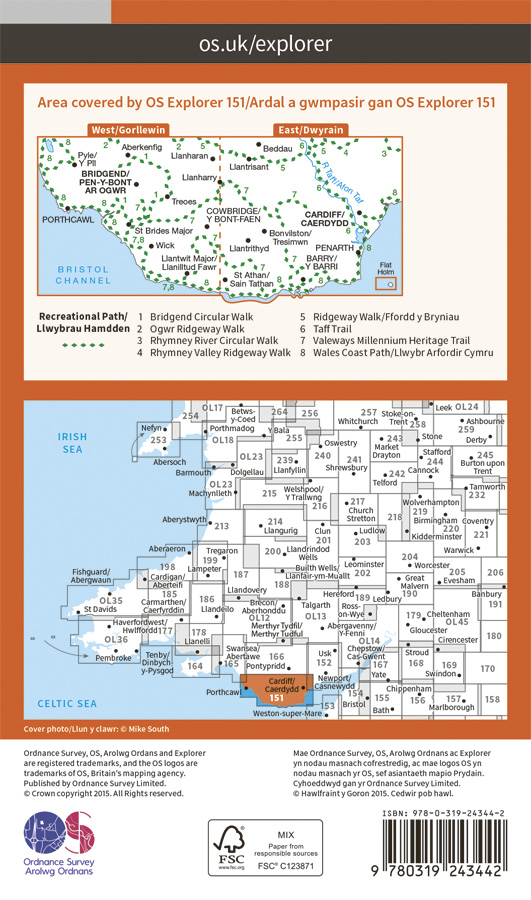 os.uk/explorer
Area covered by OS Explorer 151/Ardal a gwmpasir gan OS Explorer 151
West/Gorllewin
East/Dwyrain
Pyle/
Y Pîl
Aberkenfig
Llanharan
Beddau
Llantrisant
R Taff/Afon Taf
BRIDGEND/
PEN-Y-BONT
AR OGWR
Llanharry
Treoes
PORTHCAWL
COWBRIDGE/
Y BONT-FAEN
CARDIFF/
CAERDYDD
St Brides Major
Wick
Bonvilston/
Tresimwn
Llantrithyd
PENARTH
Llantwit Major/
Llanilltud Fawr
BARRY/
Y BARRI
St Athan/
Sain Tathan
BRISTOL
CHANNEL
Flat
Holm
Recreational Path/
Llwybrau Hamdden
1 Bridgend Circular Walk
2 Ogwr Ridgeway Walk
3 Rhymney River Circular Walk
4 Rhymney Valley Ridgeway Walk
5 Ridgeway Walk/Ffordd y Bryniau
6 Taff Trail
7 Valeways Millennium Heritage Trail
8 Wales Coast Path/Llwybr Arfordir Cymru
IRISH
SEA
OL17
254
Betws-
y-Coed
264
256
257
Whitchurch
Stoke-on-
Trent
258
Leek
OL24
Ashbourne
259
Derby
Nefyn
253
Porthmadog
OL18
Y Bala
255
Oswestry
240
243
Market
Drayton
Stone
Stafford
244
245
Burton upon
Trent
Abersoch
Barmouth
OL23
Dolgellau
239
Llanfyllin
241
Shrewsbury
242
Telford
Cannock
Tamworth
232
OL23
Machynlleth
215
Welshpool/
Y Trallwng
216
217
Church
Stretton
218
Wolverhampton
219
Birmingham
220
Kidderminster
Coventry
221
Aberystwyth
213
214
Llangurig
Clun
201
Ludlow
203
Warwick
Aberaeron
198
Tregaron
199
Lampeter
200
Llandrindod
Wells
Builth Wells/
Llanfair-ym-Muallt
Leominster
202
204
Worcester
Great
Malvern
190
205
Evesham
206
Banbury
191
Fishguard/
Abergwaun
OL35
St Davids
Cardigan/
Aberteifi
185
Carmarthen/
Caerfyrddin
187
Llandovery
186
Llandeilo
188
Brecon/
Aberhonddu
OL12
Talgarth
OL13
Hereford
189
Ledbury
Ross-
on-Wye
179
Gloucester
Cheltenham
OL45
180
Haverfordwest/
Hwlffordd
177
OL36
Pembroke
178
Llanelli
Merthyr Tydfil/
Merthyr Tudful
Abergavenny/
Y-Fenni
OL14
Cirencester
Tenby/
Dinbych
-y-Pysgod
164
Swansea/
Abertawe
165
166
Pontypridd
Usk
152
Chepstow/
Cas-Gwent
167
Yate
Stroud
168
169
Swindon
170
Porthcawl
Cardiff/
Caerdydd
151
Newport/
Casnewydd
153
154
Bristol
155
Bath
Chippenham
156
157
Marlborough
158
Weston-super-Mare
CELTIC SEA
Cover photo/Llun y clawr: © Mike South
Ordnance Survey, OS, Arolwg Ordans and Explorer
are registered trademarks, and the OS logos are
trademarks of OS, Britain's mapping agency.
Published by Ordnance Survey Limited.
© Crown copyright 2015. All rights reserved.
Mae Ordnance Survey, OS, Arolwg Ordans ac Explorer
yn nodau masnach cofrestredig, ac mae logos OS yn
nodau masnach yr OS, sef asiantaeth mapio Prydain.
Cyhoeddwyd gan yr Ordnance Survey Limited.
© Hawlfraint y Goron 2015. Cedwir pob hawl.
OS
Ordnance Survey
Arolwg Ordnans
FSC
www.fsc.org
MIX
Paper from
responsible sources
FSC® C123871
ISBN: 978-0-319-24344-2
9 780319 243442